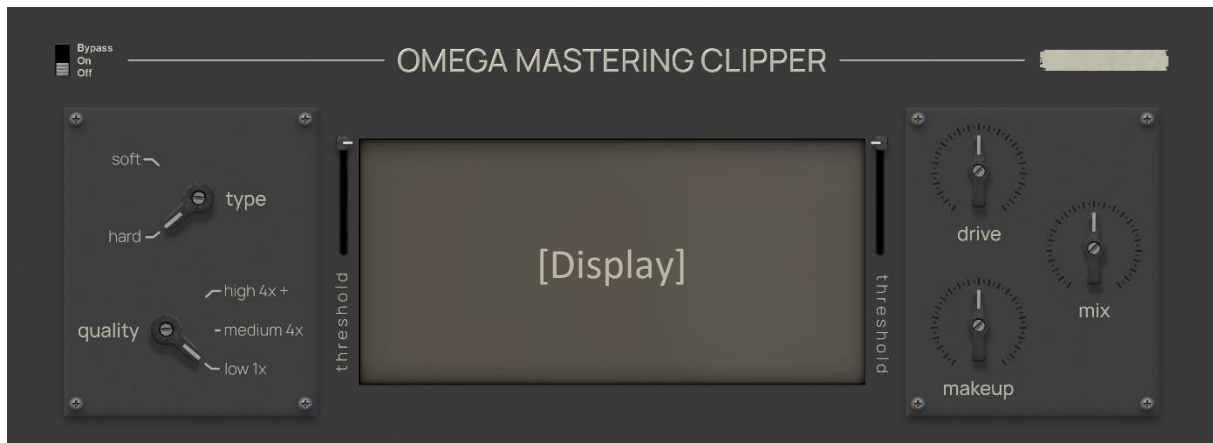 Bypass
On
Off
OMEGA MASTERING CLIPPER
soft
type
hard
high 4x +
quality
medium 4x
low 1x
threshold
[Display]
threshold
drive
mix
makeup